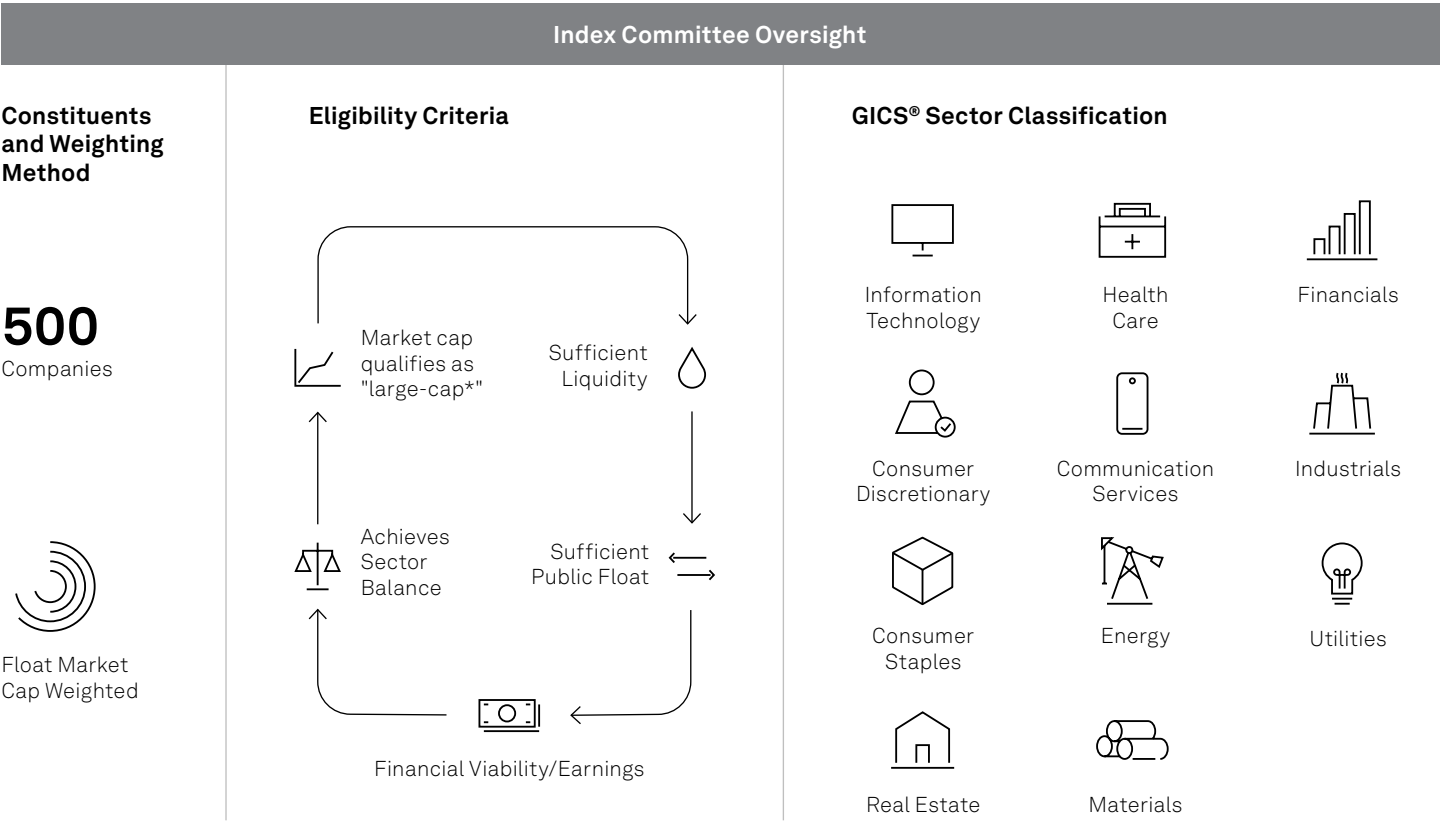 Index Committee Oversight
Constituents
and Weighting
Method
500
Companies
Float Market
Cap Weighted
Eligibility Criteria
Market cap
qualifies as
"large-cap*"
Sufficient
Liquidity
Achieves
Sector
Balance
Sufficient
Public Float
Financial Viability/Earnings
GICS® Sector Classification
Information
Technology
Health
Care
Financials
Consumer
Discretionary
Communication
Services
Industrials
Consumer
Staples
Energy
Utilities
Real Estate
Materials